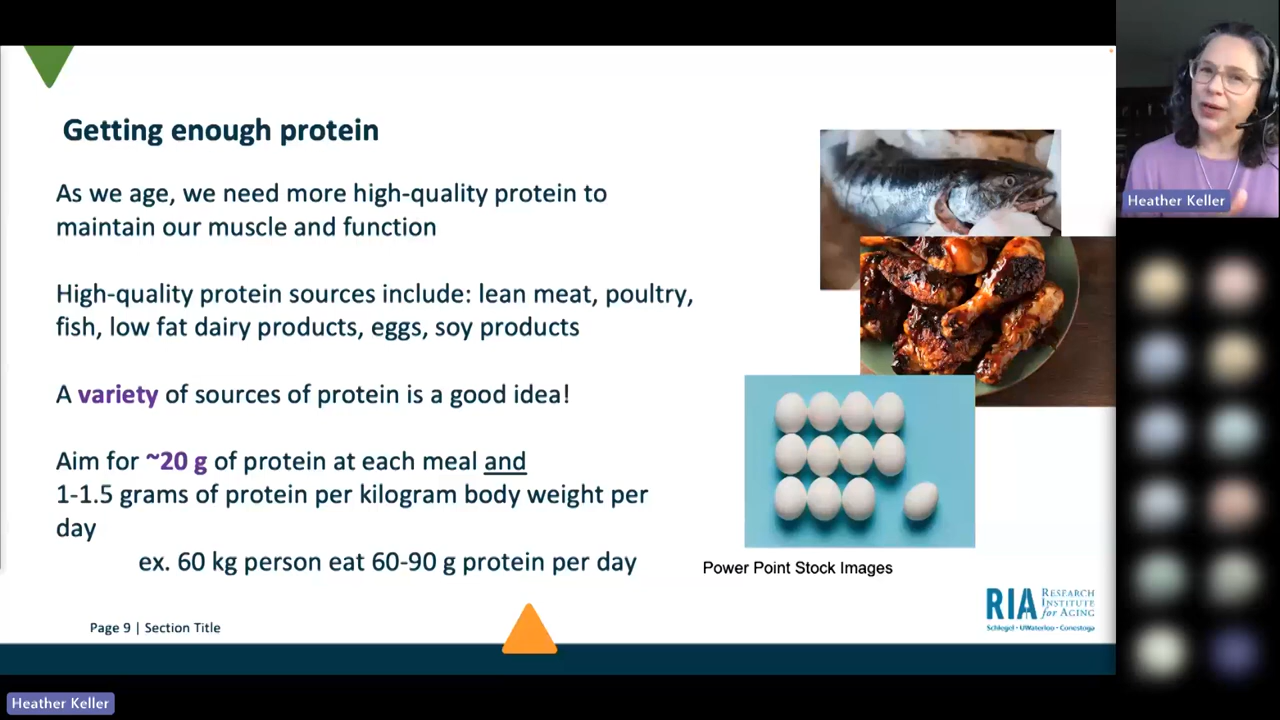 Getting enough protein
As we age, we need more high-quality protein to
maintain our muscle and function
High-quality protein sources include: lean meat, poultry,
fish, low fat dairy products, eggs, soy products
A variety of sources of protein is a good idea!
Aim for ~20 g of protein at each meal and
1-1.5 grams of protein per kilogram body weight per
day
ex. 60 kg person eat 60-90 g protein per day
Power Point Stock Images
Page 9 | Section Title
RIA RESEARCH
INSTITUTE
for AGING
Schlegel • UWaterloo • Conestoga
Heather Keller
Heather Keller